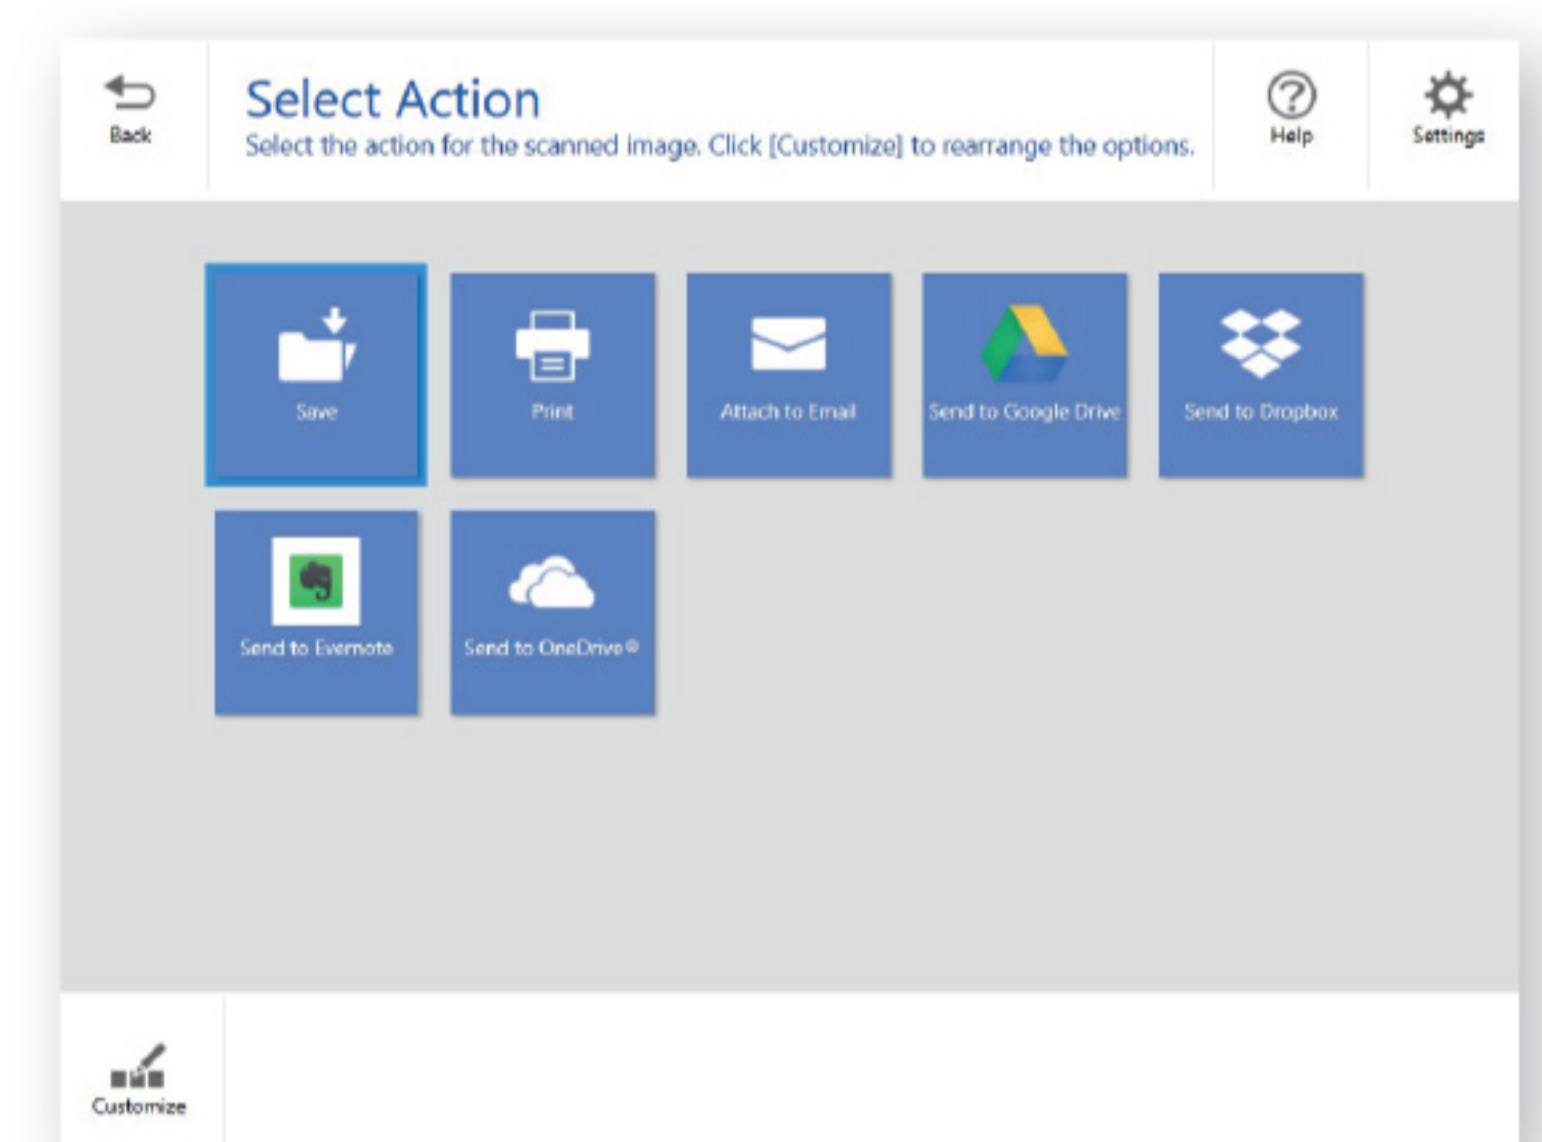 Back
Select Action
Select the action for the scanned image. Click [Customize] to rearrange the options.
Help
Settings
Save
Print
Attach to Email
Send to Google Drive
Send to Dropbox
Send to Evernote
Send to OneDrive®
Customize